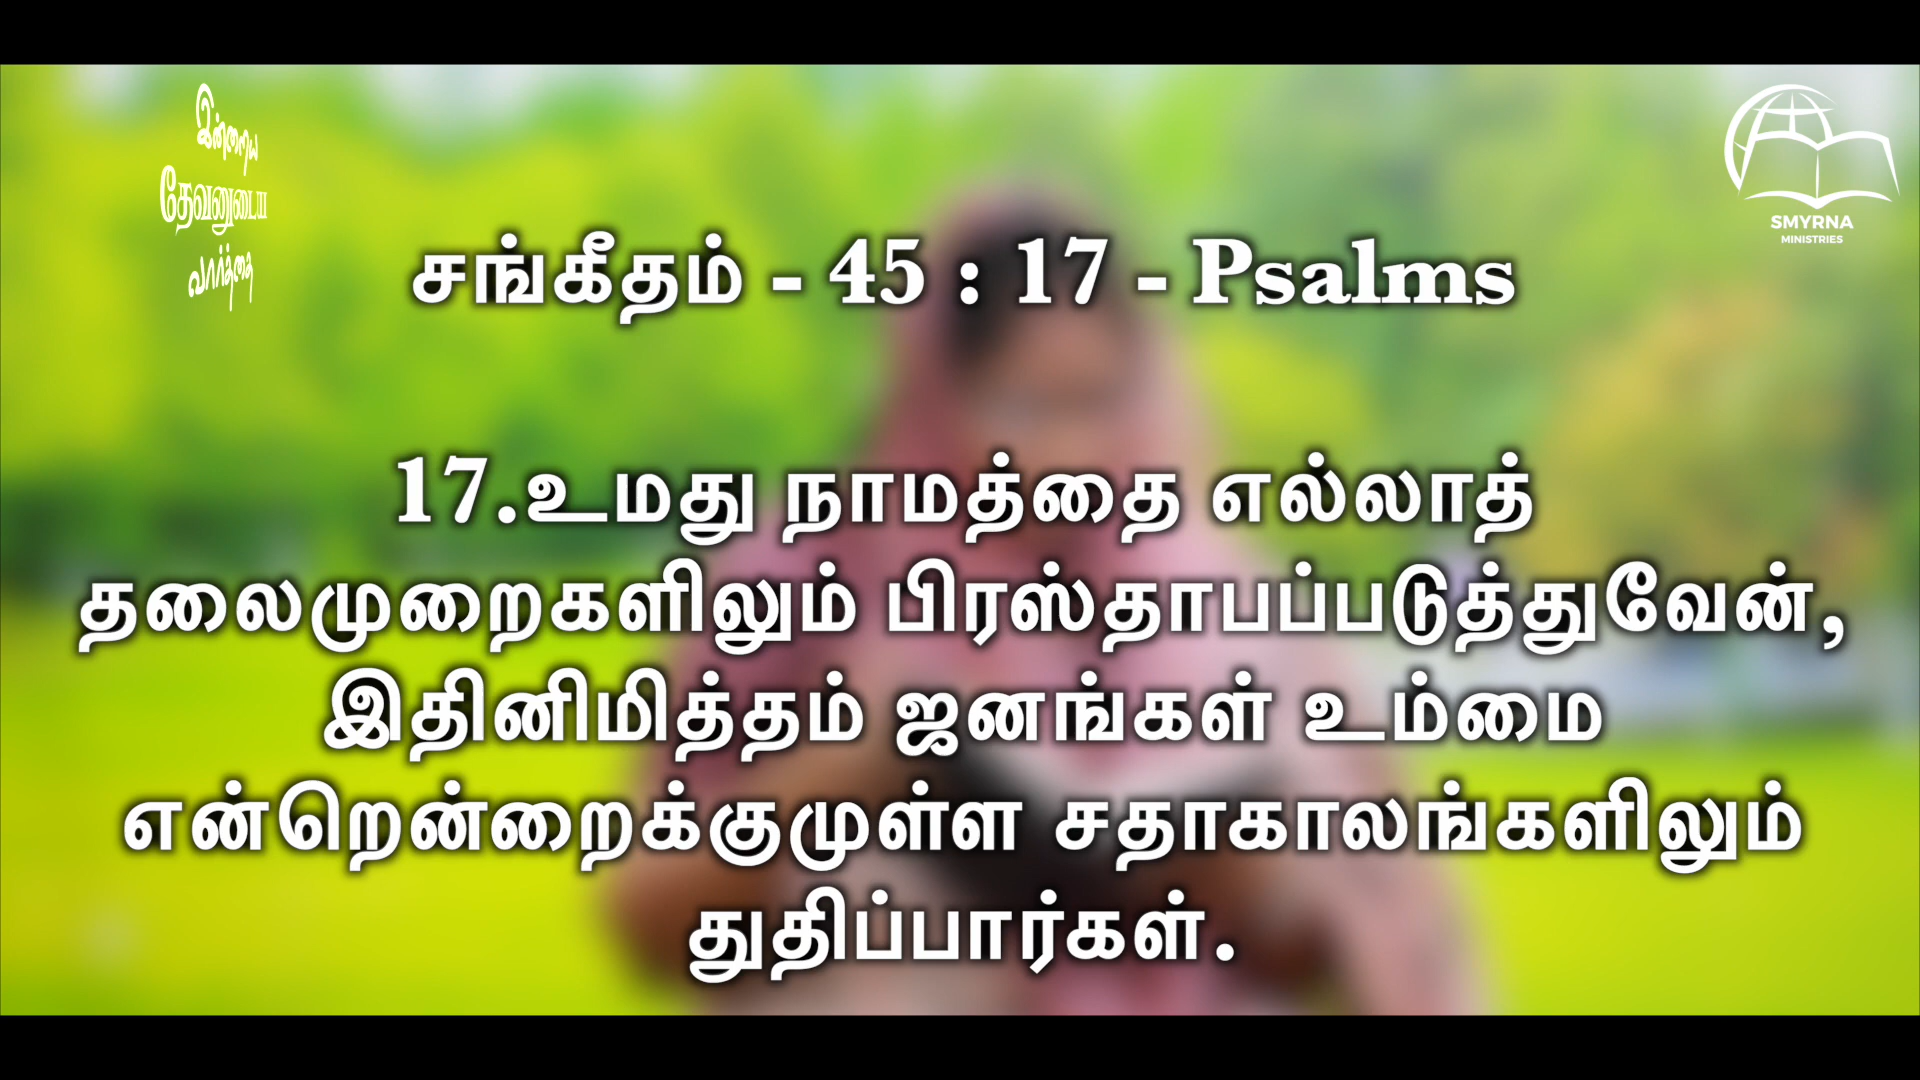 இன்றைய
தேவனுடைய
வார்த்தை
SMYRNA
MINISTRIES
சங்கீதம் - 45 : 17 - Psalms
17.உமது நாமத்தை எல்லாத்
தலைமுறைகளிலும் பிரஸ்தாபப்படுத்துவேன்,
இதினிமித்தம் ஜனங்கள் உம்மை
என்றென்றைக்குமுள்ள சதாகாலங்களிலும்
துதிப்பார்கள்.